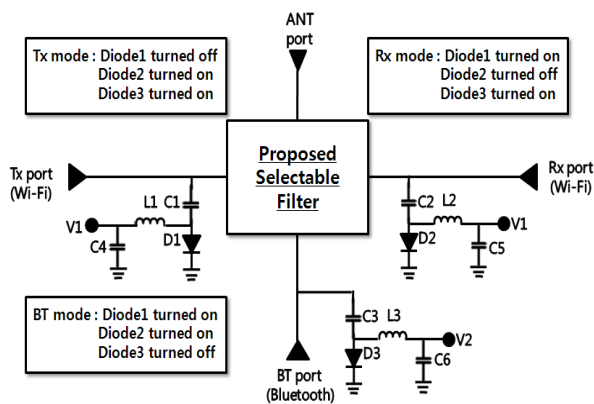 ANT
port
Tx mode : Diode1 turned off
Diode2 turned on
Diode3 turned on
Rx mode : Diode1 turned on
Diode2 turned off
Diode3 turned on
Proposed
Selectable
Filter
Tx port
(Wi-Fi)
Rx port
(Wi-Fi)
L1
C1
V1
C4
D1
C2
L2
V1
D2
C5
BT mode : Diode1 turned on
Diode2 turned on
Diode3 turned off
C3
L3
V2
D3
C6
BT port
(Bluetooth)